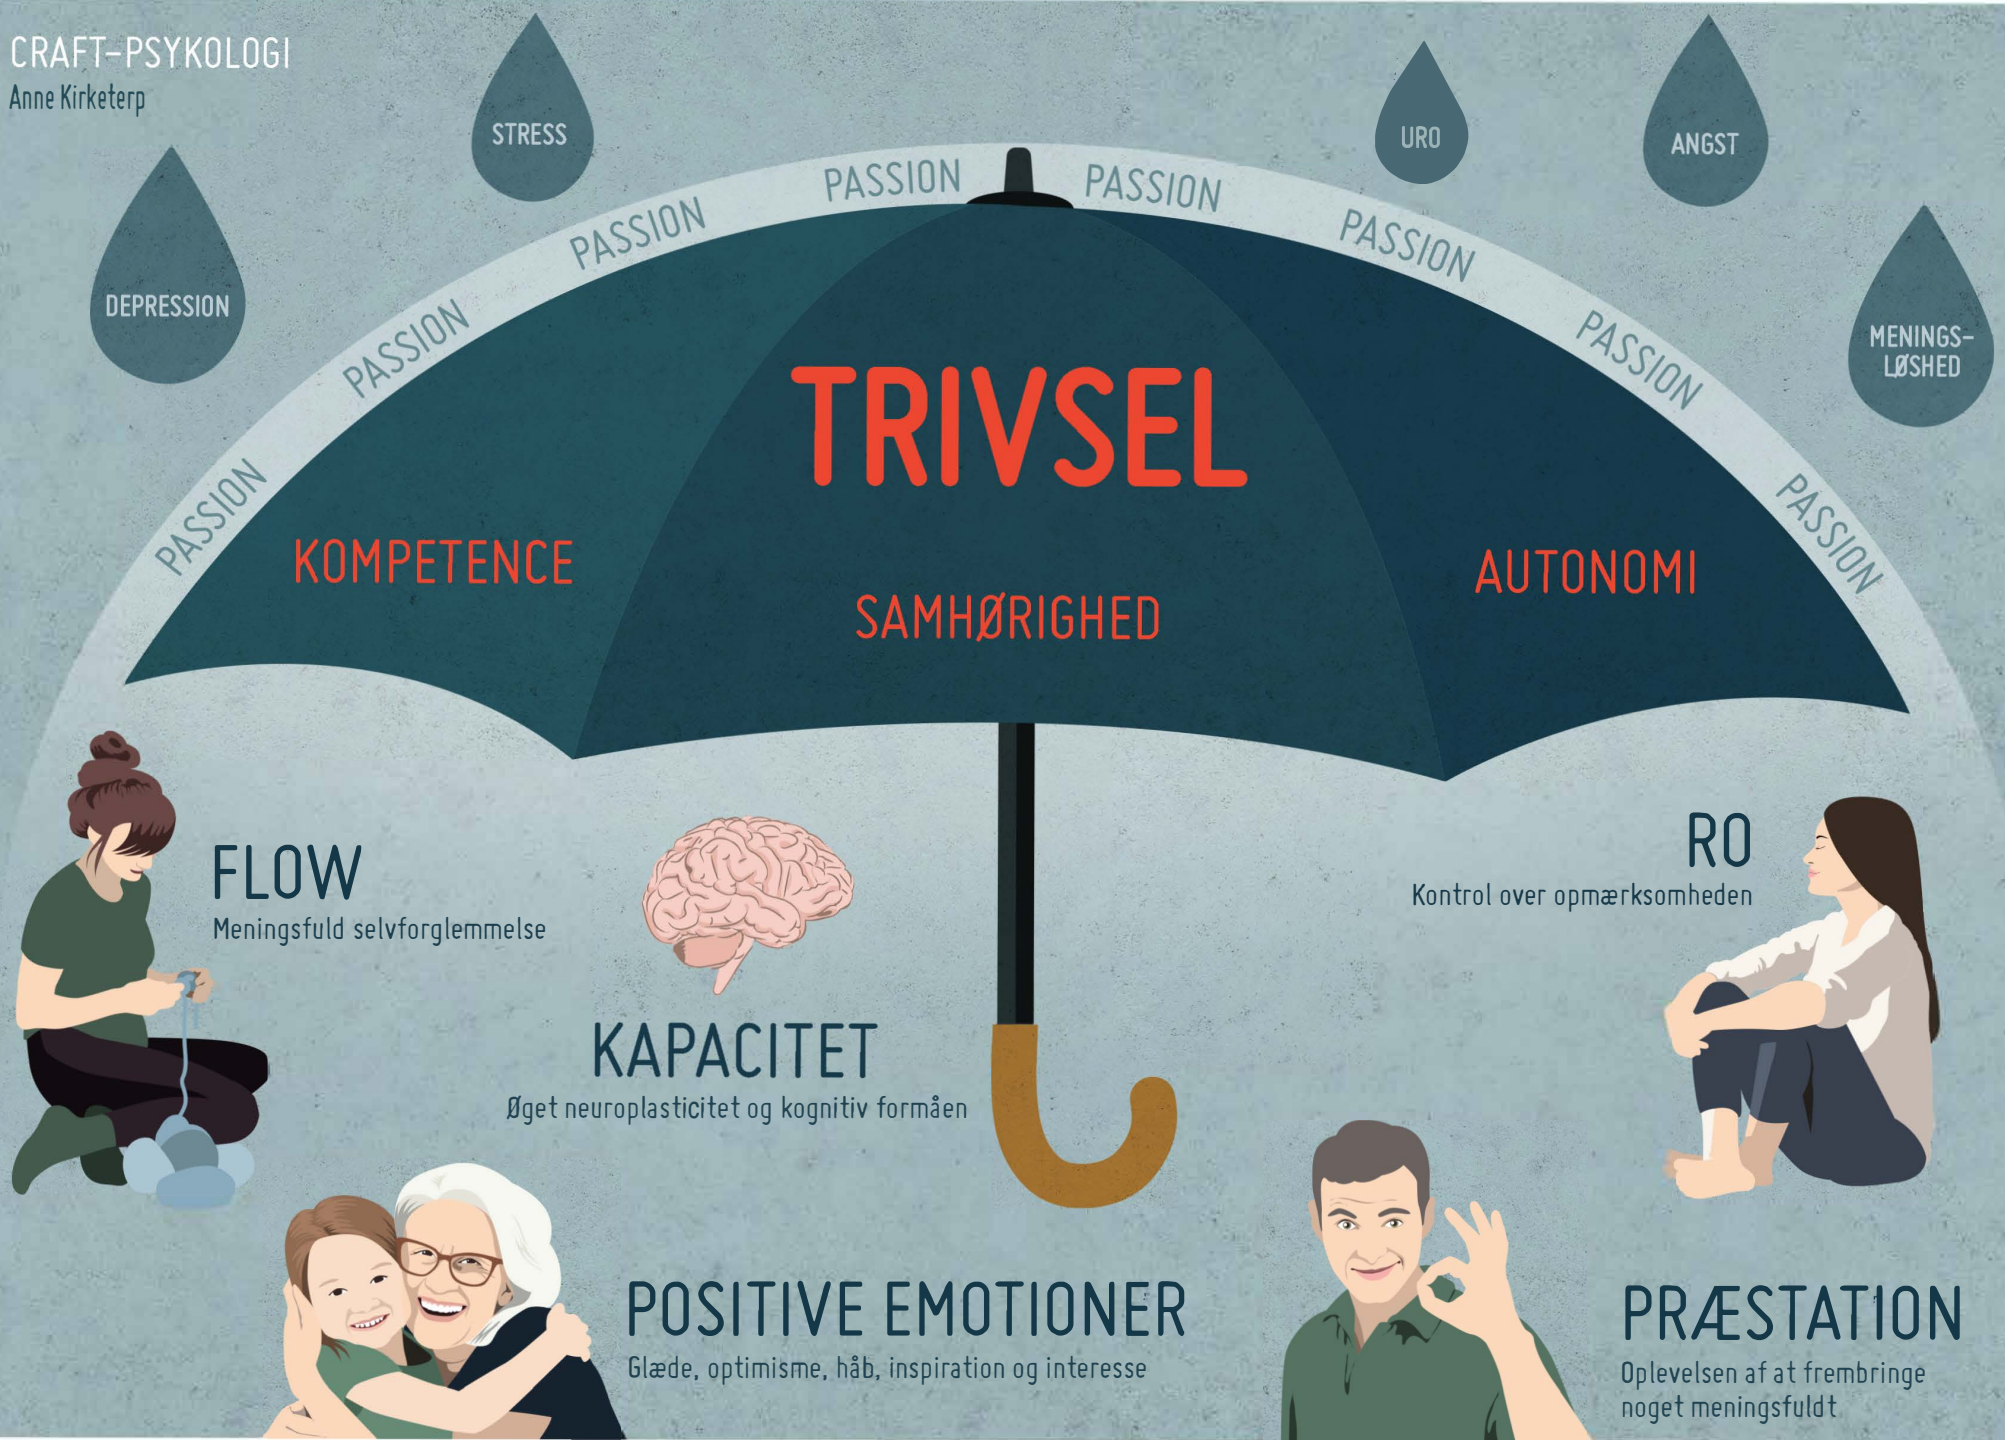 CRAFT-PSYKOLOGI
Anne Kirketerp
DEPRESSION
STRESS
URO
ANGST
MENINGS-
LØSHED
PASSION
PASSION
PASSION
PASSION
PASSION
PASSION
PASSION
PASSION
TRIVSEL
KOMPETENCE
SAMHØRIGHED
AUTONOMI
FLOW
Meningsfuld selvforglemmelse
KAPACITET
Øget neuroplasticitet og kognitiv formåen
RO
Kontrol over opmærksomheden
POSITIVE EMOTIONER
Glæde, optimisme, håb, inspiration og interesse
PRÆSTATION
Oplevelsen af at frembringe
noget meningsfuldt